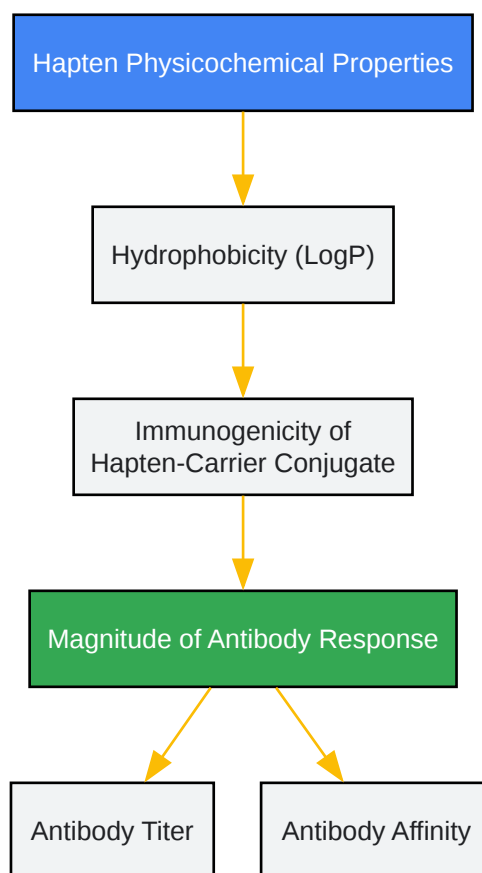 Hapten Physicochemical Properties
Hydrophobicity (LogP)
Immunogenicity of
Hapten-Carrier Conjugate
Magnitude of Antibody Response
Antibody Titer
Antibody Affinity